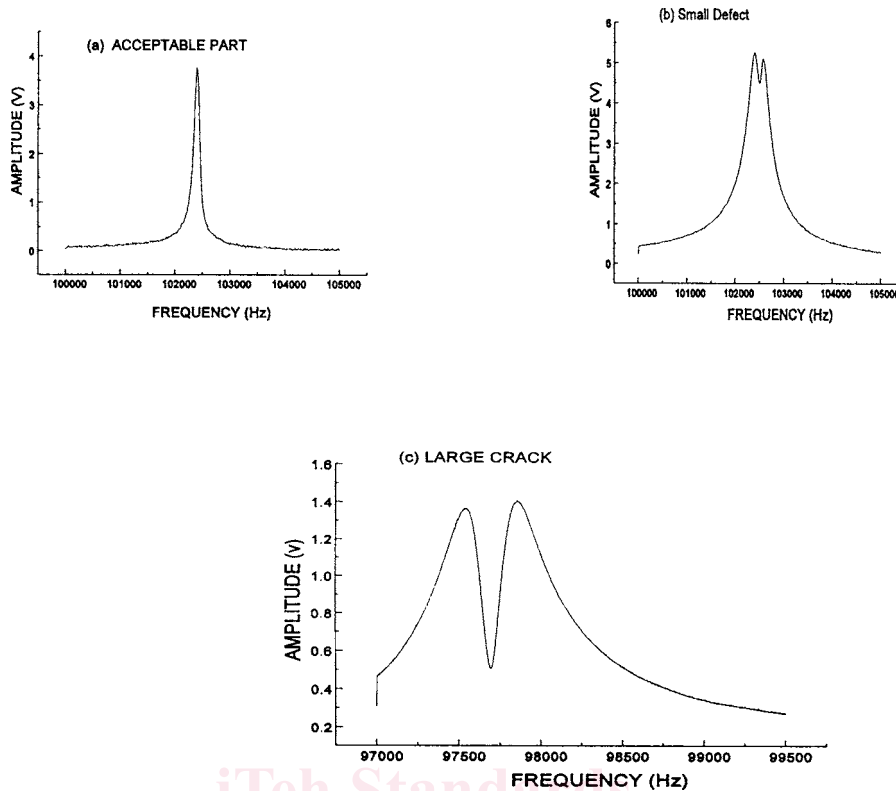 (a) ACCEPTABLE PART
AMPLITUDE (V)
4
3
2
1
0
100000 101000 102000 103000 104000 105000
FREQUENCY (Hz)
(b) Small Defect
AMPLITUDE (V)
6
5
4
3
2
1
0
100000 101000 102000 103000 104000 105000
FREQUENCY (Hz)
(c) LARGE CRACK
AMPLITUDE (v)
1.6
1.4
1.2
1.0
0.8
0.6
0.4
0.2
97000 97500 98000 98500 99000 99500
FREQUENCY (Hz)
iTeh Standards